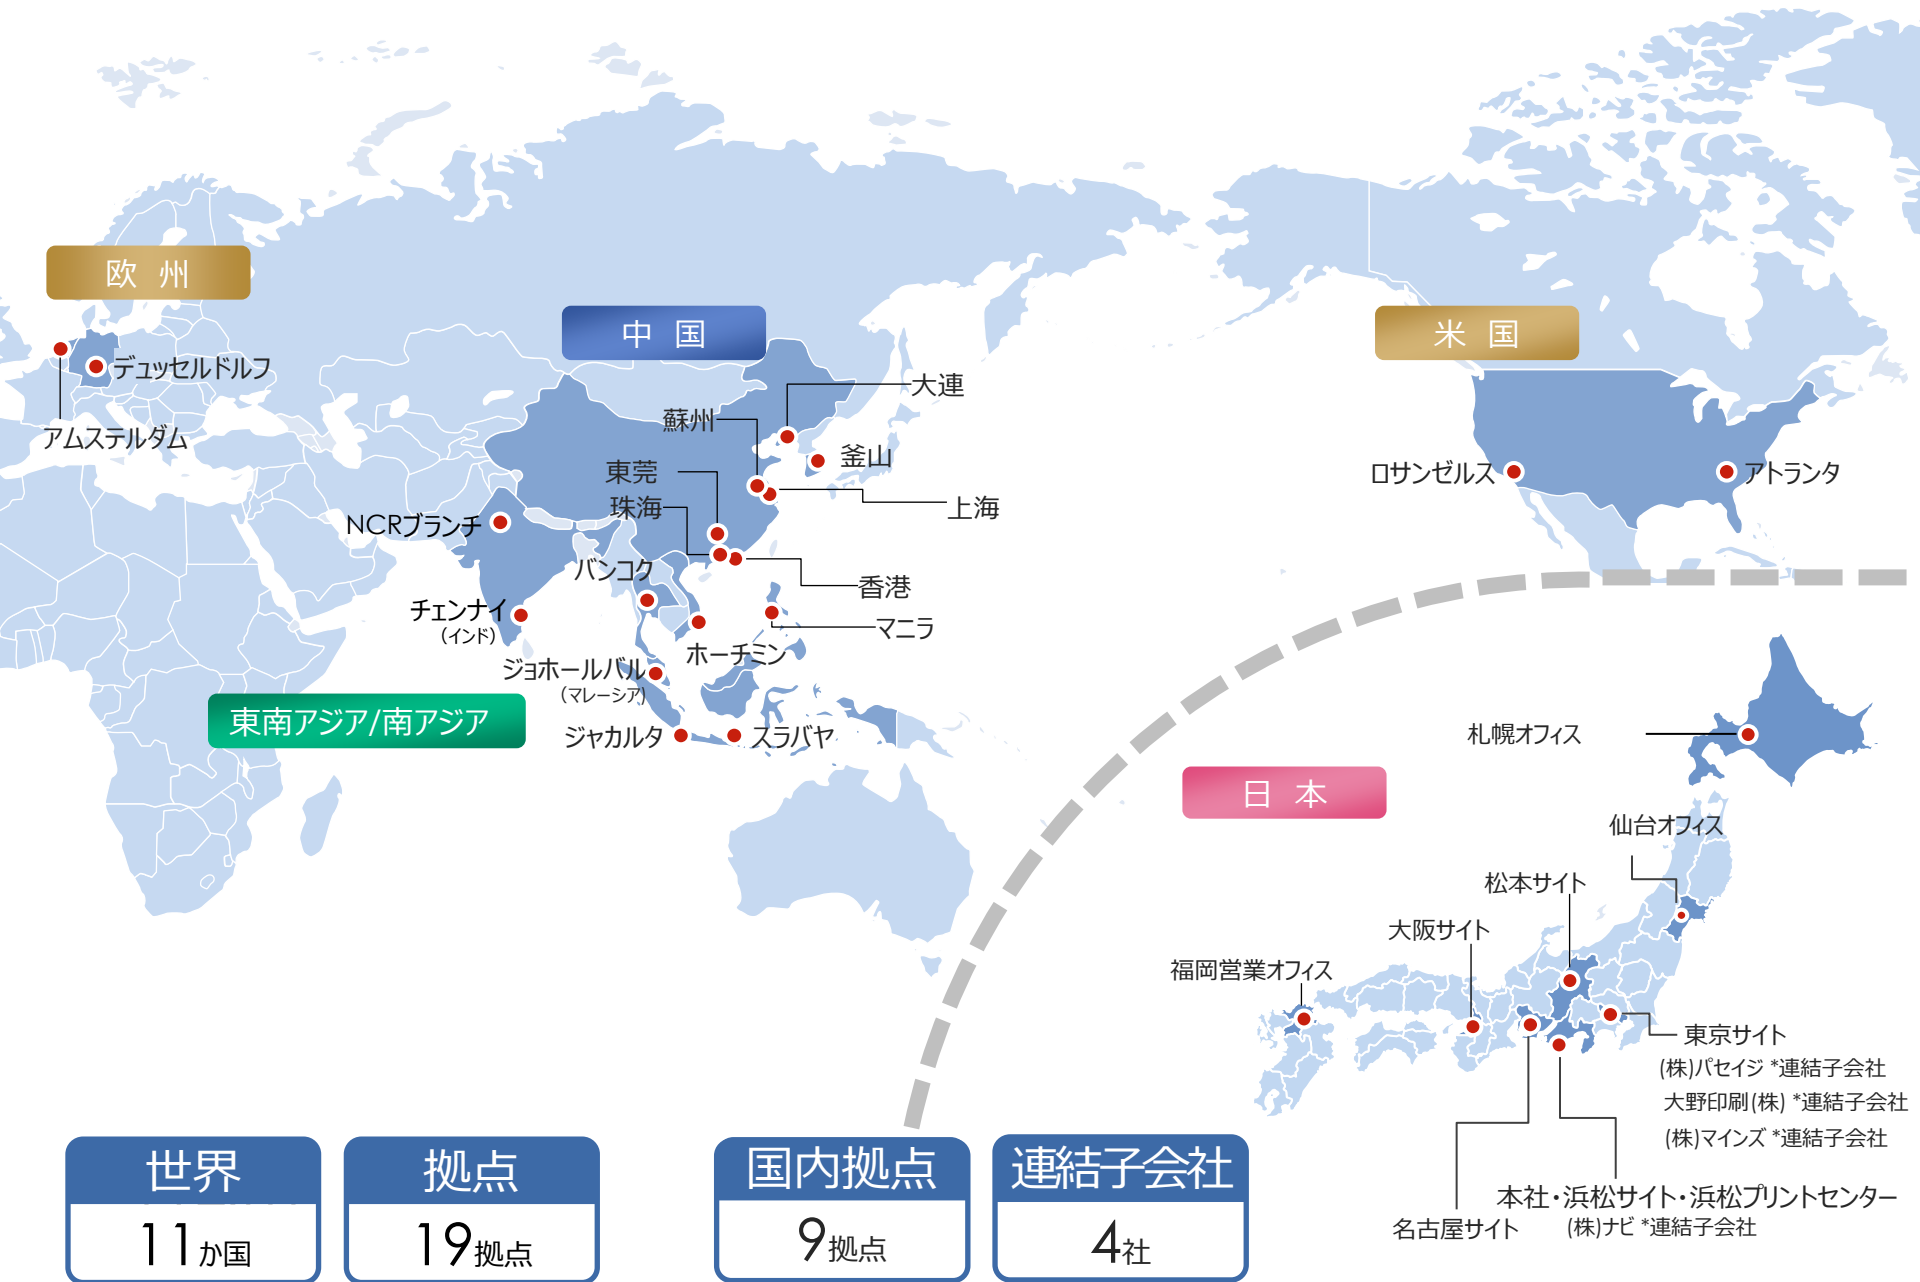 欧 州
中 国
米 国
デュッセルドルフ
アムステルダム
大連
蘇州
釜山
東莞
珠海
上海
ロサンゼルス
アトランタ
NCRブランチ
バンコク
香港
チェンナイ
(インド)
マニラ
ホーチミン
ジョホールバル
(マレーシア)
東南アジア/南アジア
ジャカルタ
スラバヤ
日 本
札幌オフィス
仙台オフィス
松本サイト
大阪サイト
福岡営業オフィス
東京サイト
(株)パセイジ *連結子会社
大野印刷(株) *連結子会社
(株)マインズ *連結子会社
本社・浜松サイト・浜松プリントセンター
(株)ナビ *連結子会社
名古屋サイト
世界
11か国
拠点
19拠点
国内拠点
9拠点
連結子会社
4社